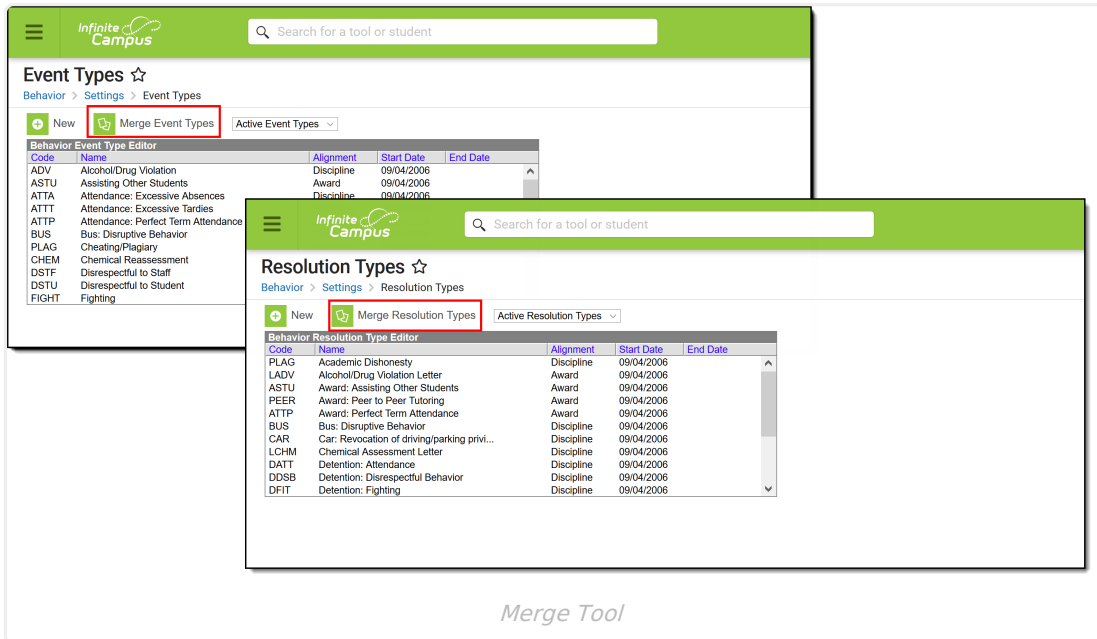 Infinite Campus
Search for a tool or student
Event Types
Behavior > Settings > Event Types
New Merge Event Types Active Event Types
Behavior Event Type Editor
Code Name Alignment Start Date End Date
ADV Alcohol/Drug Violation Discipline 09/04/2006
ASTU Assisting Other Students Award 09/04/2006
ATTA Attendance: Excessive Absences Discipline 09/04/2006
ATTT Attendance: Excessive Tardies
ATTP Attendance: Perfect Term Attendance
BUS Bus: Disruptive Behavior
PLAG Cheating/Plagiary
CHEM Chemical Reassessment
DSTF Disrespectful to Staff
DSTU Disrespectful to Student
FIGHT Fighting
Infinite Campus
Search for a tool or student
Resolution Types
Behavior > Settings > Resolution Types
New Merge Resolution Types Active Resolution Types
Behavior Resolution Type Editor
Code Name Alignment Start Date End Date
PLAG Academic Dishonesty Discipline 09/04/2006
LADV Alcohol/Drug Violation Letter Award 09/04/2006
ASTU Award: Assisting Other Students Award 09/04/2006
PEER Award: Peer to Peer Tutoring Award 09/04/2006
ATTP Award: Perfect Term Attendance Award 09/04/2006
BUS Bus: Disruptive Behavior Discipline 09/04/2006
CAR Car: Revocation of driving/parking privi... Discipline 09/04/2006
LCHM Chemical Assessment Letter Discipline 09/04/2006
DATT Detention: Attendance Discipline 09/04/2006
DDSB Detention: Disrespectful Behavior Discipline 09/04/2006
DFIT Detention: Fighting Discipline 09/04/2006
Merge Tool